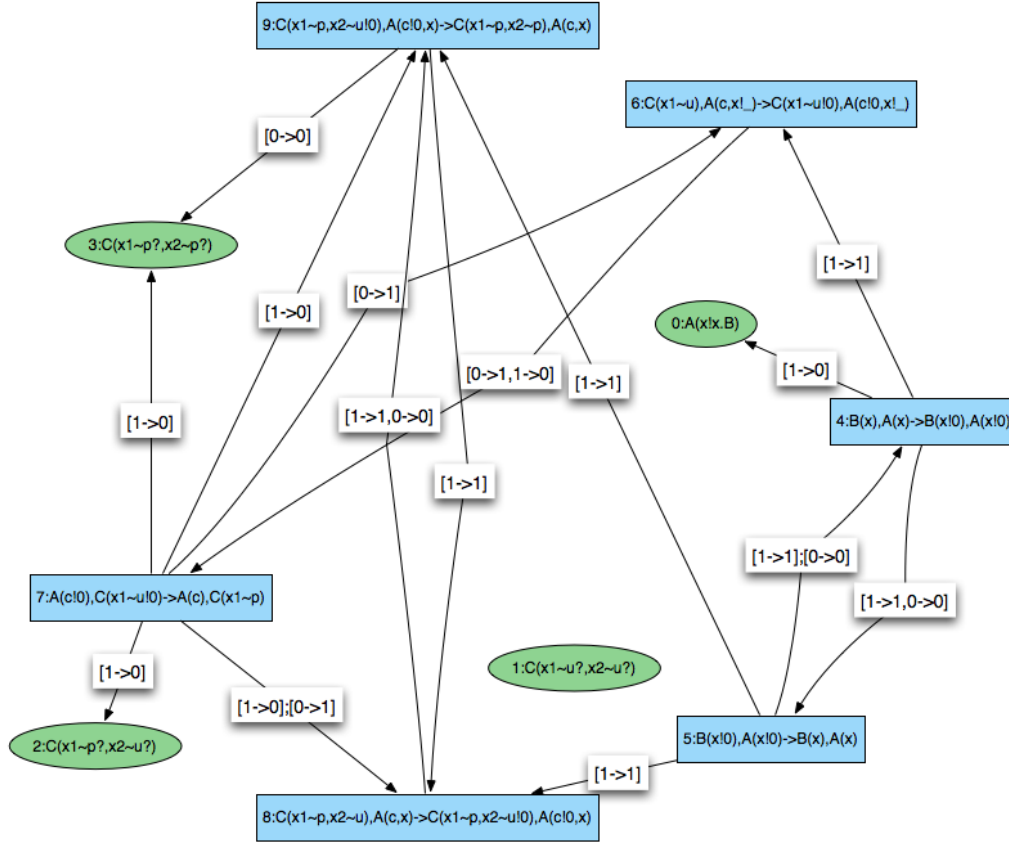 9:C(x1~p,x2~u!0),A(c!0,x)->C(x1~p,x2~p),A(c,x)
6:C(x1~u),A(c,x!_)->C(x1~u!0),A(c!0,x!_)
[0->0]
3:C(x1~p?,x2~p?)
[1->1]
[0->1]
[1->0]
0:A(x!x.B)
[1->0]
[0->1,1->0]
[1->1]
[1->0]
[1->1,0->0]
4:B(x),A(x)->B(x!0),A(x!0)
[1->1]
[1->1];[0->0]
7:A(c!0),C(x1~u!0)->A(c),C(x1~p)
[1->1,0->0]
[1->0]
1:C(x1~u?,x2~u?)
[1->0];[0->1]
2:C(x1~p?,x2~u?)
5:B(x!0),A(x!0)->B(x),A(x)
[1->1]
8:C(x1~p,x2~u),A(c,x)->C(x1~p,x2~u!0),A(c!0,x)